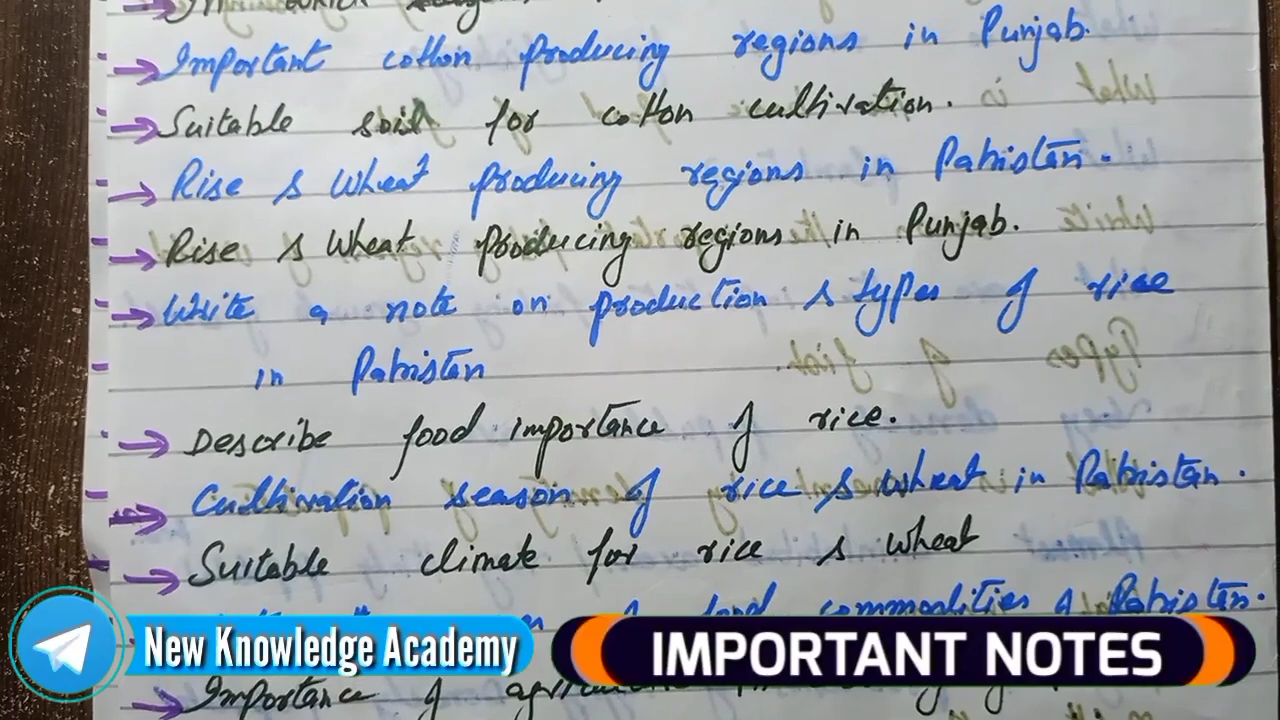 → Important cotton producing regions in Punjab.
→ Suitable soil for cotton cultivation.
→ Rise & Wheat producing regions in Pakistan.
→ Rise & Wheat producing regions in Punjab.
→ Write a note on production & types of rice
in Pakistan
→ Describe food importance of rice.
→ Cultivation season of rice & wheat in Pakistan.
→ Suitable climate for rice & wheat
food commodities of Pakistan.
New Knowledge Academy
IMPORTANT NOTES
→ Importance of